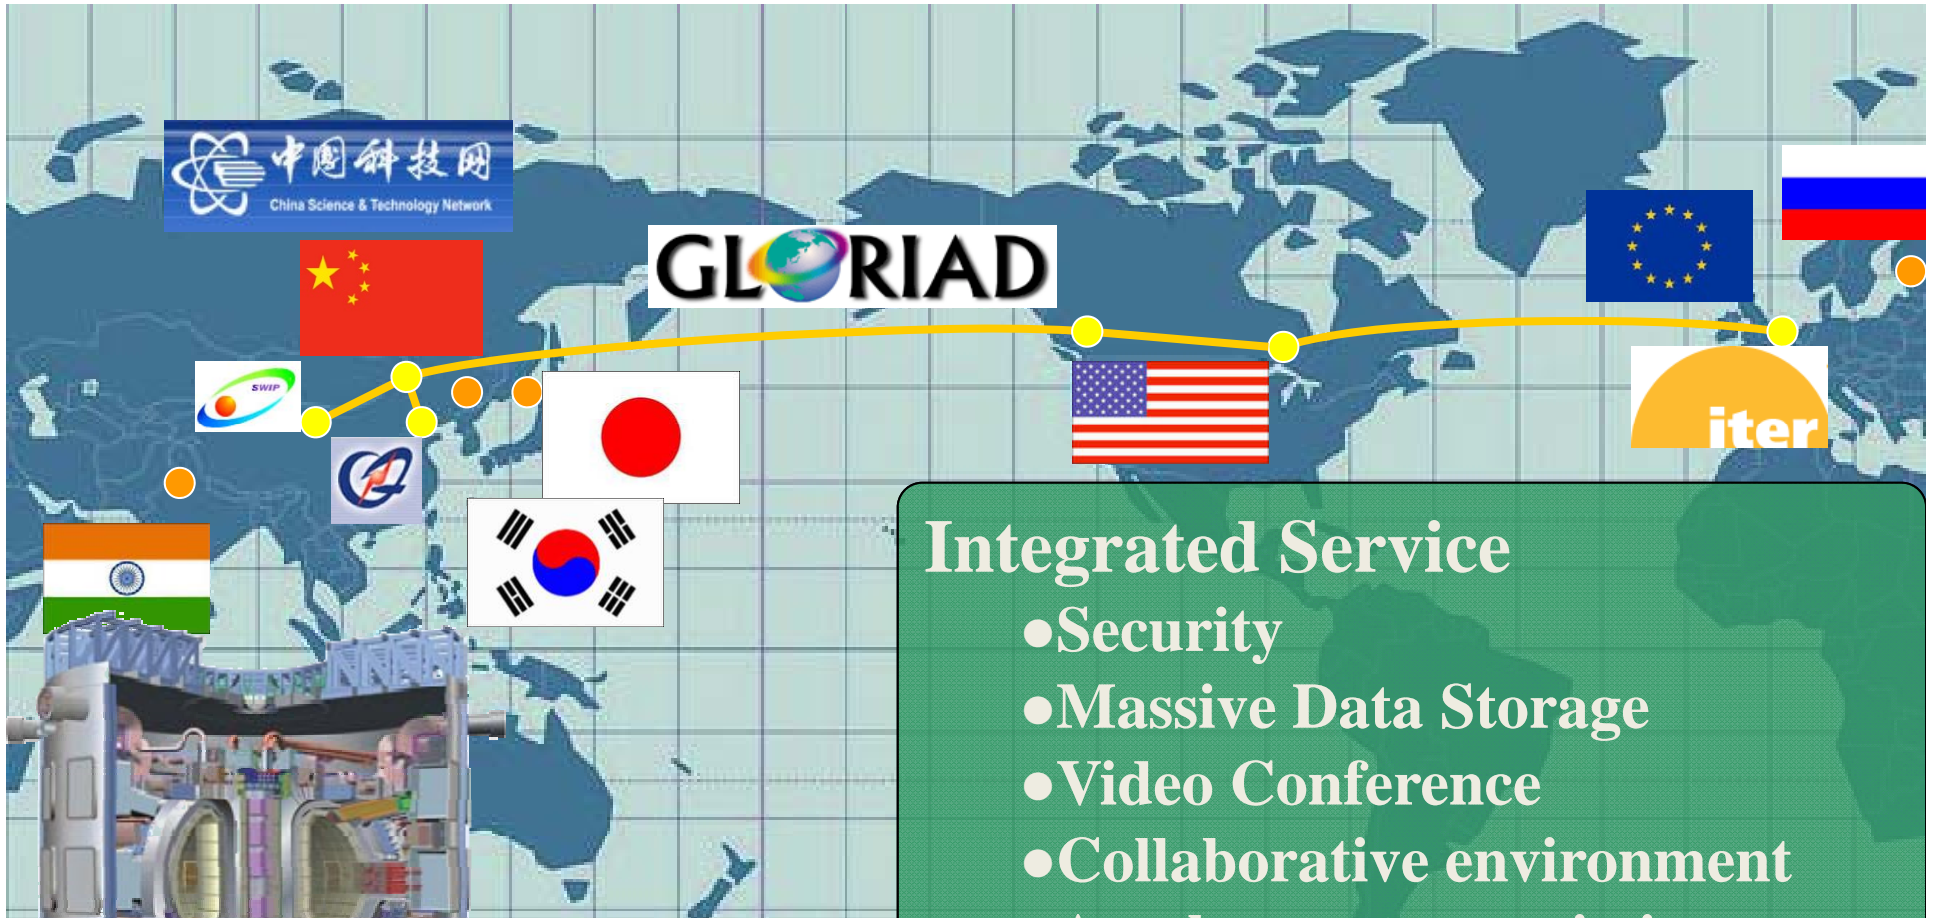 中国科技网
China Science & Technology Network
GLORIAD
SWIP
iter
Integrated Service
●Security
●Massive Data Storage
●Video Conference
●Collaborative environment